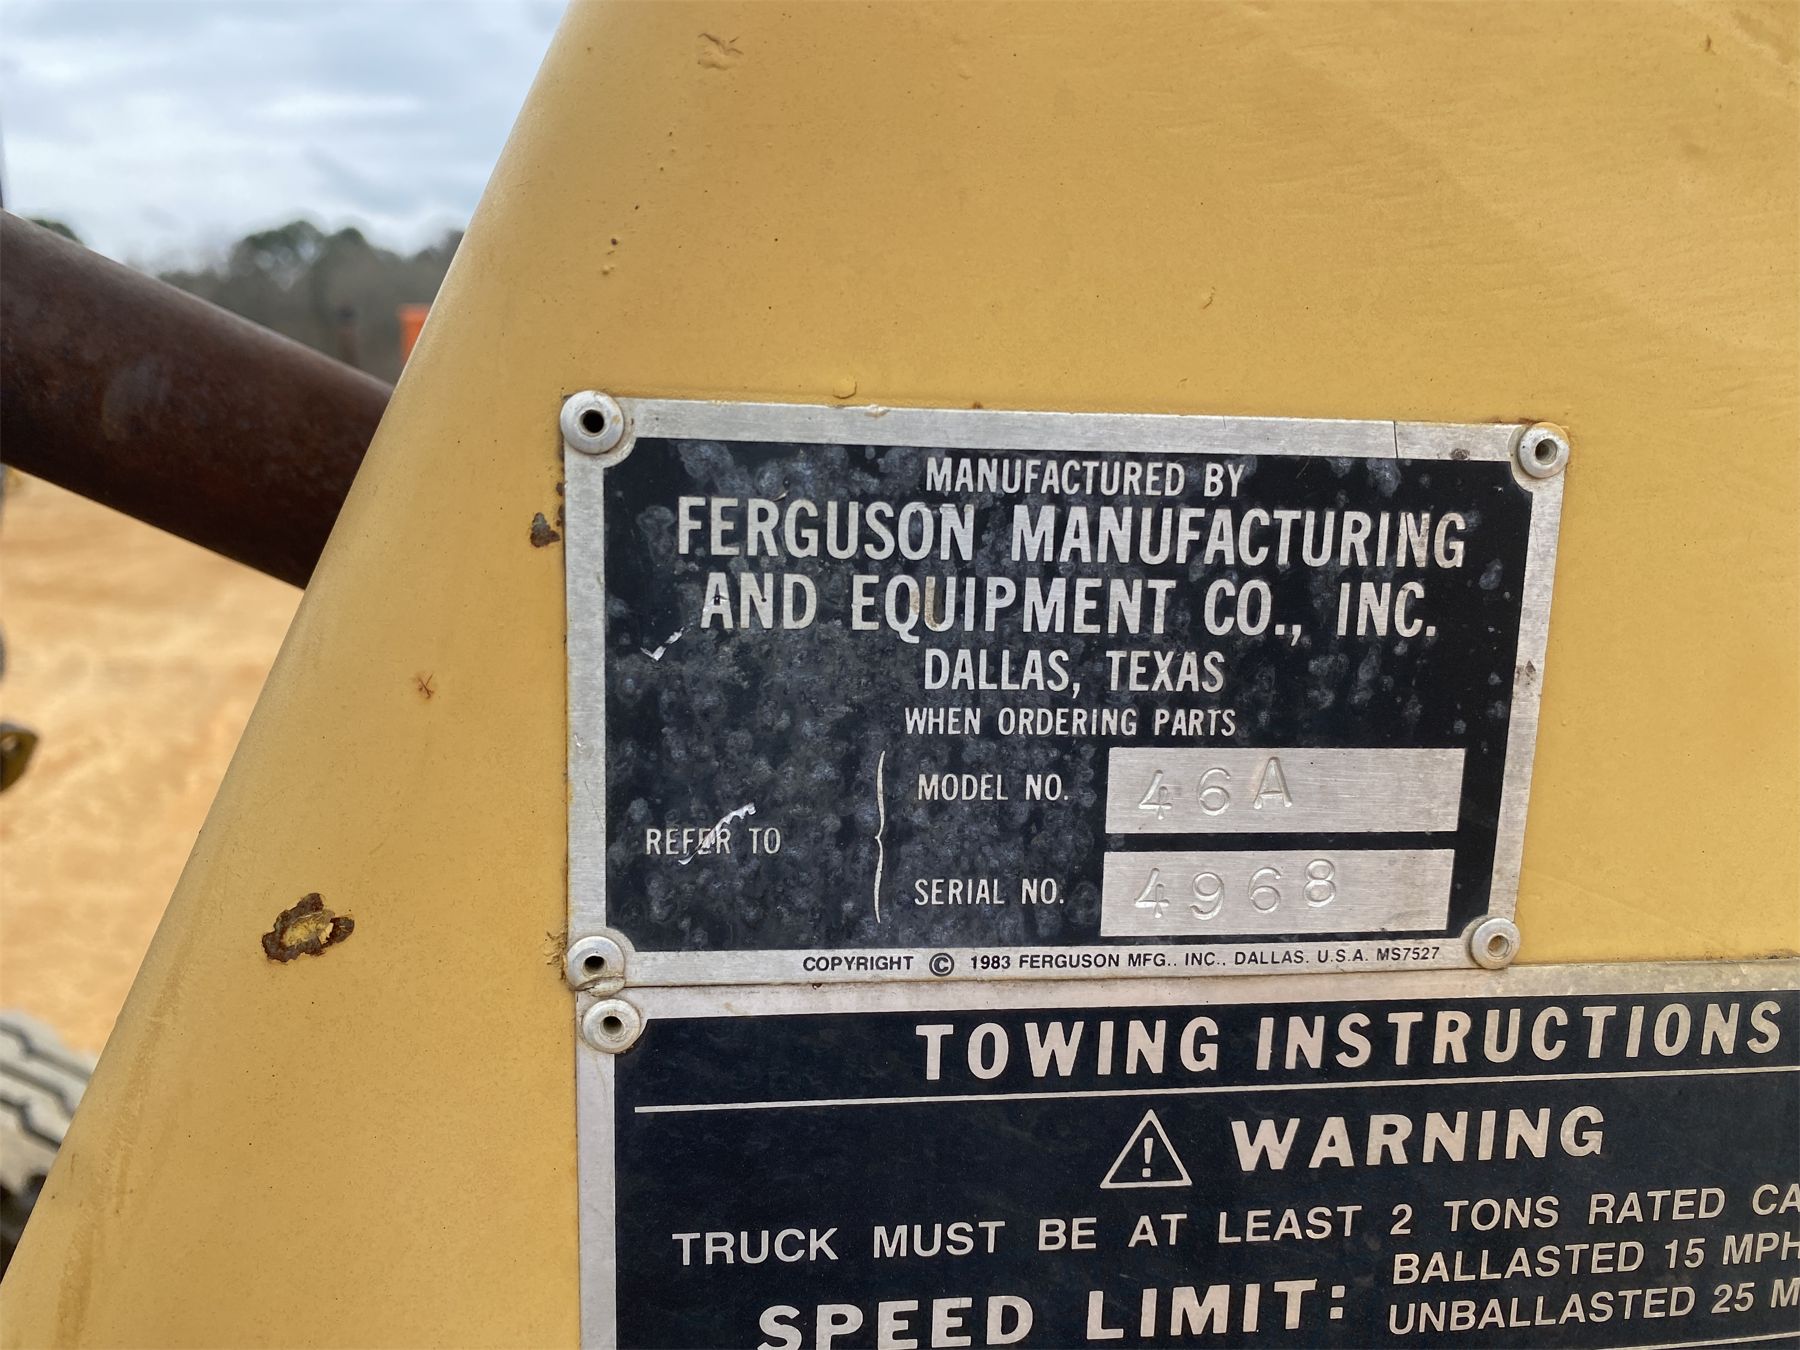 MANUFACTURED BY
FERGUSON MANUFACTURING
AND EQUIPMENT CO., INC.
DALLAS, TEXAS
WHEN ORDERING PARTS
REFER TO
MODEL NO. 46A
SERIAL NO. 4968
COPYRIGHT © 1983 FERGUSON MFG., INC., DALLAS. U.S.A. MS7527
TOWING INSTRUCTIONS
⚠ WARNING
TRUCK MUST BE AT LEAST 2 TONS RATED CA
SPEED LIMIT: BALLASTED 15 MPH
UNBALLASTED 25 M